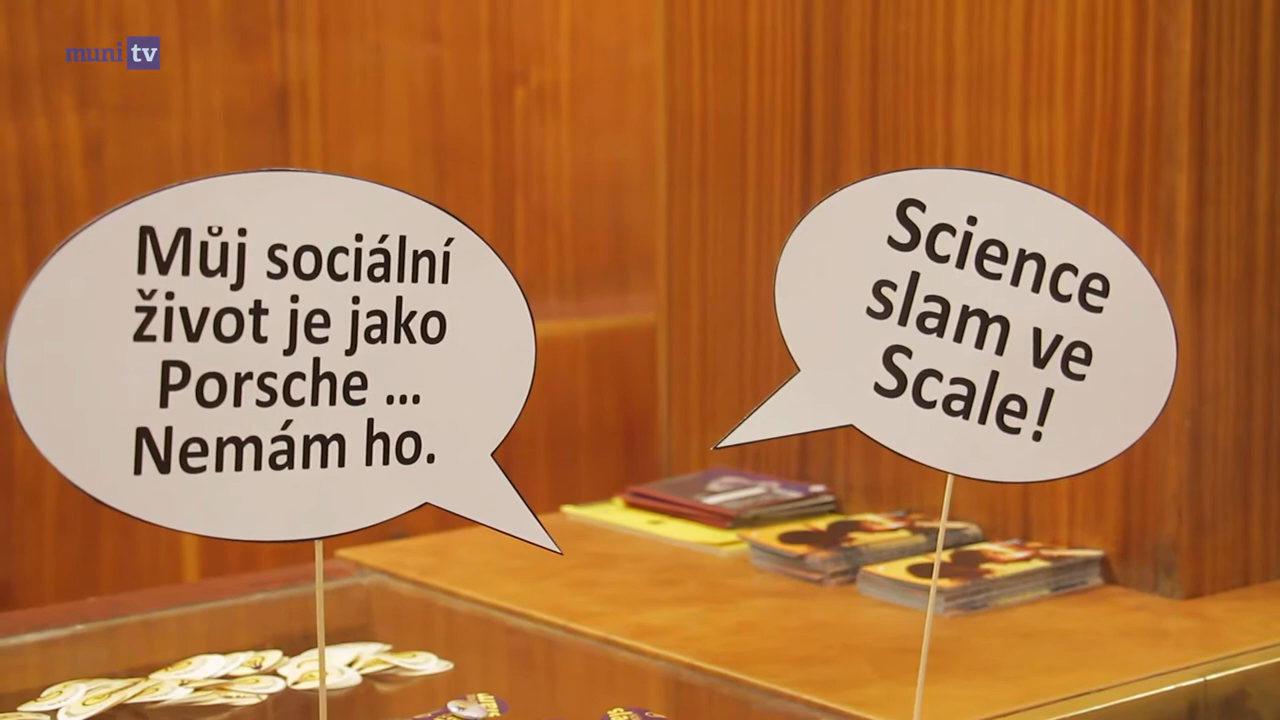 muni tv
Můj sociální
život je jako
Porsche ...
Nemám ho.
Science
slam ve
Scale!